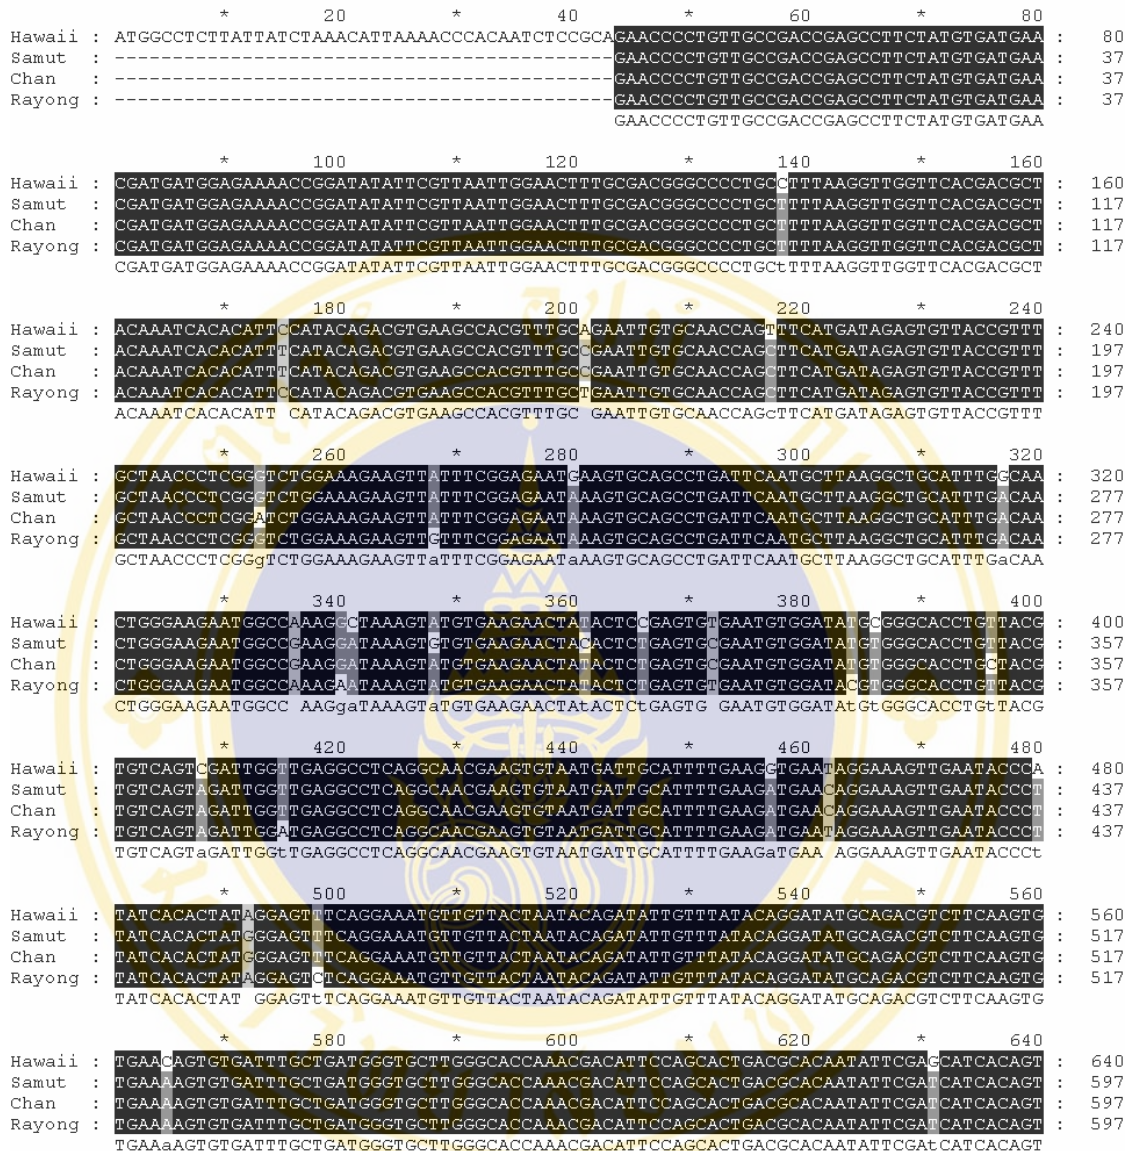 * 20 * 40 * 60 * 80
Hawaii : ATGGCCTCTTATTATCTAAACATTAAAACCCACAATCTCCGCAGAACCCCTGTTGCCGACCGAGCCTTCTATGTGATGAA : 80
Samut : -------------------------------------------GAACCCCTGTTGCCGACCGAGCCTTCTATGTGATGAA : 37
Chan : -------------------------------------------GAACCCCTGTTGCCGACCGAGCCTTCTATGTGATGAA : 37
Rayong : -------------------------------------------GAACCCCTGTTGCCGACCGAGCCTTCTATGTGATGAA : 37
GAACCCCTGTTGCCGACCGAGCCTTCTATGTGATGAA
* 100 * 120 * 140 * 160
Hawaii : CGATGATGGAGAAAACCGGATATATTCGTTAATTGGAACTTTGCGACGGGCCCCTGCCTTTAAGGTTGGTTCACGACGCT : 160
Samut : CGATGATGGAGAAAACCGGATATATTCGTTAATTGGAACTTTGCGACGGGCCCCTGCTTTTAAGGTTGGTTCACGACGCT : 117
Chan : CGATGATGGAGAAAACCGGATATATTCGTTAATTGGAACTTTGCGACGGGCCCCTGCTTTTAAGGTTGGTTCACGACGCT : 117
Rayong : CGATGATGGAGAAAACCGGATATATTCGTTAATTGGAACTTTGCGACGGGCCCCTGCTTTTAAGGTTGGTTCACGACGCT : 117
CGATGATGGAGAAAACCGGATATATTCGTTAATTGGAACTTTGCGACGGGCCCCTGCtTTTAAGGTTGGTTCACGACGCT
* 180 * 200 * 220 * 240
Hawaii : ACAAATCACACATTCCATACAGACGTGAAGCCACGTTTGCAGAATTGTGCAACCAGTTTCATGATAGAGTGTTACCGTTT : 240
Samut : ACAAATCACACATTTCATACAGACGTGAAGCCACGTTTGCCGAATTGTGCAACCAGCTTCATGATAGAGTGTTACCGTTT : 197
Chan : ACAAATCACACATTTCATACAGACGTGAAGCCACGTTTGCCGAATTGTGCAACCAGCTTCATGATAGAGTGTTACCGTTT : 197
Rayong : ACAAATCACACATTCCATACAGACGTGAAGCCACGTTTGCTGAATTGTGCAACCAGCTTCATGATAGAGTGTTACCGTTT : 197
ACAAATCACACATT CATACAGACGTGAAGCCACGTTTGC GAATTGTGCAACCAGcTTCATGATAGAGTGTTACCGTTT
* 260 * 280 * 300 * 320
Hawaii : GCTAACCCTCGGGTCTGGAAAGAAGTTATTTCGGAGAATGAAGTGCAGCCTGATTCAATGCTTAAGGCTGCATTTGGCAA : 320
Samut : GCTAACCCTCGGGTCTGGAAAGAAGTTATTTCGGAGAATAAAGTGCAGCCTGATTCAATGCTTAAGGCTGCATTTGACAA : 277
Chan : GCTAACCCTCGGATCTGGAAAGAAGTTATTTCGGAGAATAAAGTGCAGCCTGATTCAATGCTTAAGGCTGCATTTGACAA : 277
Rayong : GCTAACCCTCGGGTCTGGAAAGAAGTTGTTTCGGAGAATAAAGTGCAGCCTGATTCAATGCTTAAGGCTGCATTTGACAA : 277
GCTAACCCTCGGgTCTGGAAAGAAGTTaTTTCGGAGAATaAAGTGCAGCCTGATTCAATGCTTAAGGCTGCATTTGaCAA
* 340 * 360 * 380 * 400
Hawaii : CTGGGAAGAATGGCCAAAGGCTAAAGTATGTGAAGAACTATACTCCGAGTGTGAATGTGGATATGCGGGCACCTGTTACG : 400
Samut : CTGGGAAGAATGGCCGAAGGATAAAGTGTGTGAAGAACTACACTCTGAGTGCGAATGTGGATATGTGGGCACCTGTTACG : 357
Chan : CTGGGAAGAATGGCCGAAGGATAAAGTATGTGAAGAACTATACTCTGAGTGCGAATGTGGATATGTGGGCACCTGCTACG : 357
Rayong : CTGGGAAGAATGGCCAAAGAATAAAGTATGTGAAGAACTATACTCTGAGTGTGAATGTGGATACGTGGGCACCTGTTACG : 357
CTGGGAAGAATGGCC AAGgaTAAAGTaTGTGAAGAACTAtACTCtGAGTG GAATGTGGATAtGtGGGCACCTGtTACG
* 420 * 440 * 460 * 480
Hawaii : TGTCAGTCGATTGGTTGAGGCCTCAGGCAACGAAGTGTAATGATTGCATTTTGAAGGTGAATAGGAAAGTTGAATACCCA : 480
Samut : TGTCAGTAGATTGGTTGAGGCCTCAGGCAACGAAGTGTAATGATTGCATTTTGAAGATGAACAGGAAAGTTGAATACCCT : 437
Chan : TGTCAGTAGATTGGTTGAGGCCTCAGGCAACGAAGTGTAATGATTGCATTTTGAAGATGAACAGGAAAGTTGAATACCCT : 437
Rayong : TGTCAGTAGATTGGATGAGGCCTCAGGCAACGAAGTGTAATGATTGCATTTTGAAGATGAATAGGAAAGTTGAATACCCT : 437
TGTCAGTaGATTGGtTGAGGCCTCAGGCAACGAAGTGTAATGATTGCATTTTGAAGaTGAA AGGAAAGTTGAATACCCt
* 500 * 520 * 540 * 560
Hawaii : TATCACACTATAGGAGTTTCAGGAAATGTTGTTACTAATACAGATATTGTTTATACAGGATATGCAGACGTCTTCAAGTG : 560
Samut : TATCACACTATGGGAGTTTCAGGAAATGTTGTTACTAATACAGATATTGTTTATACAGGATATGCAGACGTCTTCAAGTG : 517
Chan : TATCACACTATGGGAGTTTCAGGAAATGTTGTTACTAATACAGATATTGTTTATACAGGATATGCAGACGTCTTCAAGTG : 517
Rayong : TATCACACTATAGGAGTCTCAGGAAATGTTGTTACTAATACAGATATTGTTTATACAGGATATGCAGACGTCTTCAAGTG : 517
TATCACACTAT GGAGTtTCAGGAAATGTTGTTACTAATACAGATATTGTTTATACAGGATATGCAGACGTCTTCAAGTG
* 580 * 600 * 620 * 640
Hawaii : TGAACAGTGTGATTTGCTGATGGGTGCTTGGGCACCAAACGACATTCCAGCACTGACGCACAATATTCGAGCATCACAGT : 640
Samut : TGAAAAGTGTGATTTGCTGATGGGTGCTTGGGCACCAAACGACATTCCAGCACTGACGCACAATATTCGATCATCACAGT : 597
Chan : TGAAAAGTGTGATTTGCTGATGGGTGCTTGGGCACCAAACGACATTCCAGCACTGACGCACAATATTCGATCATCACAGT : 597
Rayong : TGAAAAGTGTGATTTGCTGATGGGTGCTTGGGCACCAAACGACATTCCAGCACTGACGCACAATATTCGATCATCACAGT : 597
TGAAaAGTGTGATTTGCTGATGGGTGCTTGGGCACCAAACGACATTCCAGCACTGACGCACAATATTCGAtCATCACAGT